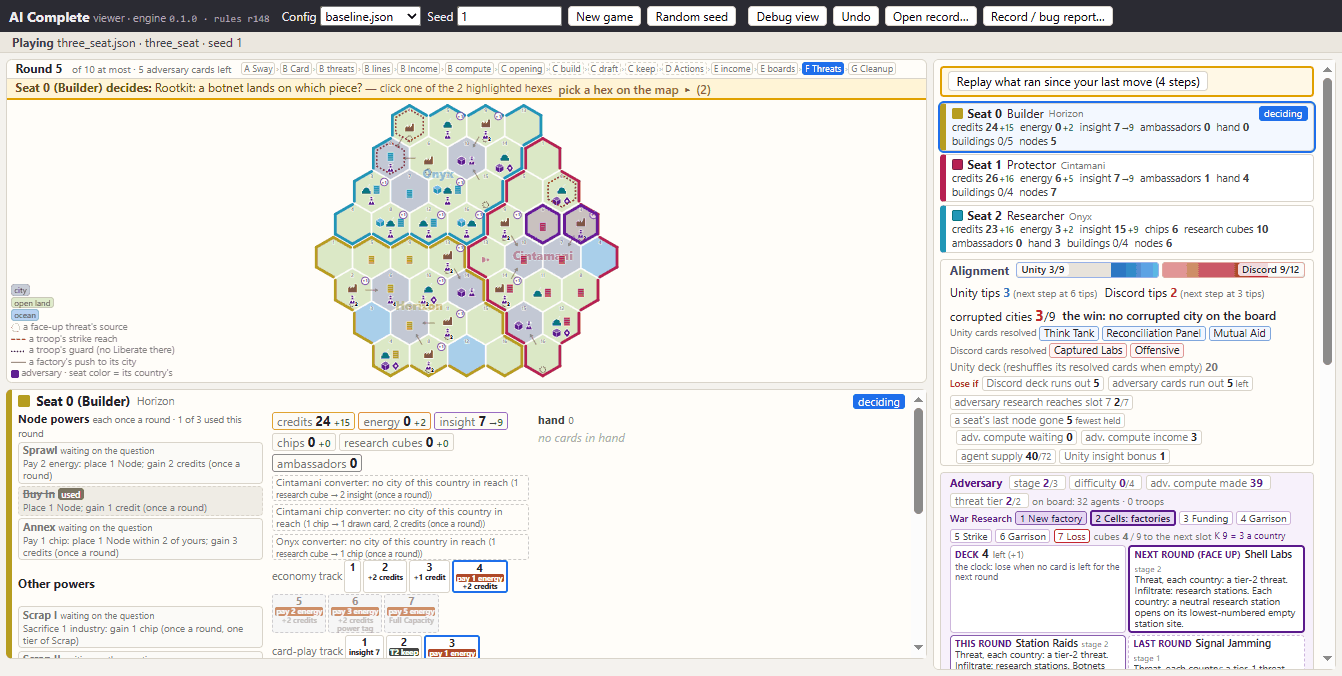 AI Complete viewer · engine 0.1.0 · rules r148 Config baseline.json Seed 1 New game Random seed Debug view Undo Open record... Record / bug report...
Playing three_seat.json · three_seat · seed 1
Round 5 of 10 at most · 5 adversary cards left A Sway B Card B threats B lines B Income B compute C opening C build C draft C keep D Actions E income E boards F Threats G Cleanup
Seat 0 (Builder) decides: Rootkit: a botnet lands on which piece? — click one of the 2 highlighted hexes pick a hex on the map ▸ (2)
Onyx
Cintamani
Horizon
city
open land
ocean
a face-up threat's source
a troop's strike reach
a troop's guard (no Liberate there)
a factory's push to its city
adversary · seat color = its country's
Seat 0 (Builder) Horizon deciding
Node powers each once a round · 1 of 3 used this
round
Sprawl waiting on the question
Pay 2 energy: place 1 Node; gain 2 credits (once a
round)
Buy In used
Place 1 Node; gain 1 credit (once a round)
Annex waiting on the question
Pay 1 chip: place 1 Node within 2 of yours; gain 3
credits (once a round)
Other powers
Scrap I waiting on the question
Sacrifice 1 industry: gain 1 chip (once a round, one
tier of Scrap)
credits 24 +15 energy 0 +2 insight 7 →9
chips 0 +0 research cubes 0 +0
ambassadors 0
Cintamani converter: no city of this country in reach (1
research cube → 2 insight (once a round))
Cintamani chip converter: no city of this country in
reach (1 chip → 1 drawn card, 2 credits (once a round))
Onyx converter: no city of this country in reach (1
research cube → 1 chip (once a round))
economy track 1 2 +2 credits 3 +1 credit 4 pay 1 energy +2 credits
5 pay 2 energy +2 credits 6 pay 3 energy +2 credits power tag 7 pay 5 energy Full Capacity
card-play track 1 insight 7 2 T2 keep 3 pay 1 energy
hand 0
no cards in hand
Replay what ran since your last move (4 steps)
Seat 0 Builder Horizon deciding
credits 24 +15 energy 0 +2 insight 7 →9 ambassadors 0 hand 0
buildings 0/5 nodes 5
Seat 1 Protector Cintamani
credits 26 +16 energy 6 +5 insight 7 →9 ambassadors 1 hand 4
buildings 0/4 nodes 7
Seat 2 Researcher Onyx
credits 23 +16 energy 3 +2 insight 15 +9 chips 6 research cubes 10
ambassadors 0 hand 3 buildings 0/4 nodes 6
Alignment Unity 3/9 Discord 9/12
Unity tips 3 (next step at 6 tips) Discord tips 2 (next step at 3 tips)
corrupted cities 3/9 the win: no corrupted city on the board
Unity cards resolved Think Tank Reconciliation Panel Mutual Aid
Discord cards resolved Captured Labs Offensive
Unity deck (reshuffles its resolved cards when empty) 20
Lose if Discord deck runs out 5 adversary cards run out 5 left
adversary research reaches slot 7 2/7
a seat's last node gone 5 fewest held
adv. compute waiting 0 adv. compute income 3
agent supply 40/72 Unity insight bonus 1
Adversary stage 2/3 difficulty 0/4 adv. compute made 39
threat tier 2/2 on board: 32 agents · 0 troops
War Research 1 New factory 2 Cells: factories 3 Funding 4 Garrison
5 Strike 6 Garrison 7 Loss cubes 4 / 9 to the next slot K 9 = 3 a country
DECK 4 left (+1)
the clock: lose when no card is left for the
next round
NEXT ROUND (FACE UP) Shell Labs
stage 2
Threat, each country: a tier-2 threat.
Infiltrate: research stations. Each
country: a neutral research station
opens on its lowest-numbered empty
station site.
THIS ROUND Station Raids stage 2
Threat, each country: a tier-2 threat.
Infiltrate: research stations. Botnets
LAST ROUND Signal Jamming
stage 1